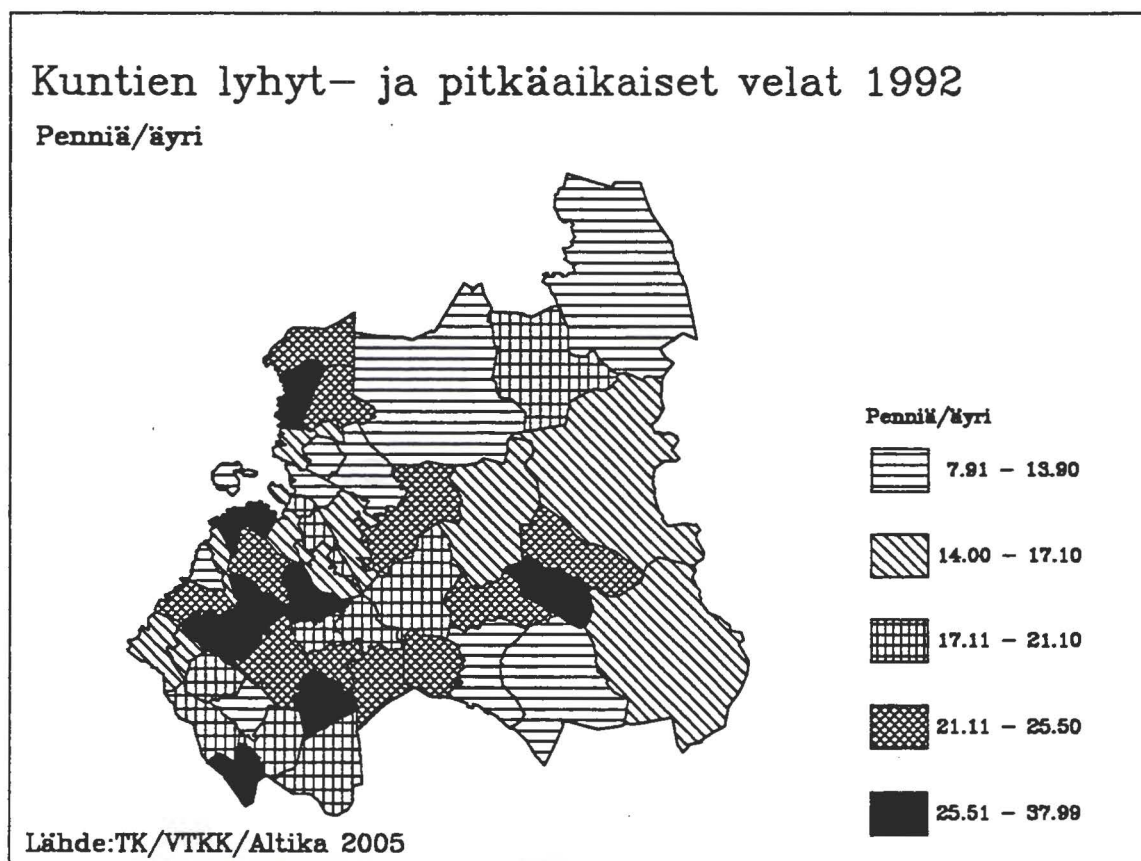 Kuntien lyhyt- ja pitkäaikaiset velat 1992
Penniä/äyri
Penniä/äyri
7.91 - 13.90
14.00 - 17.10
17.11 - 21.10
21.11 - 25.50
25.51 - 37.99
Lähde:TK/VTKK/Altika 2005